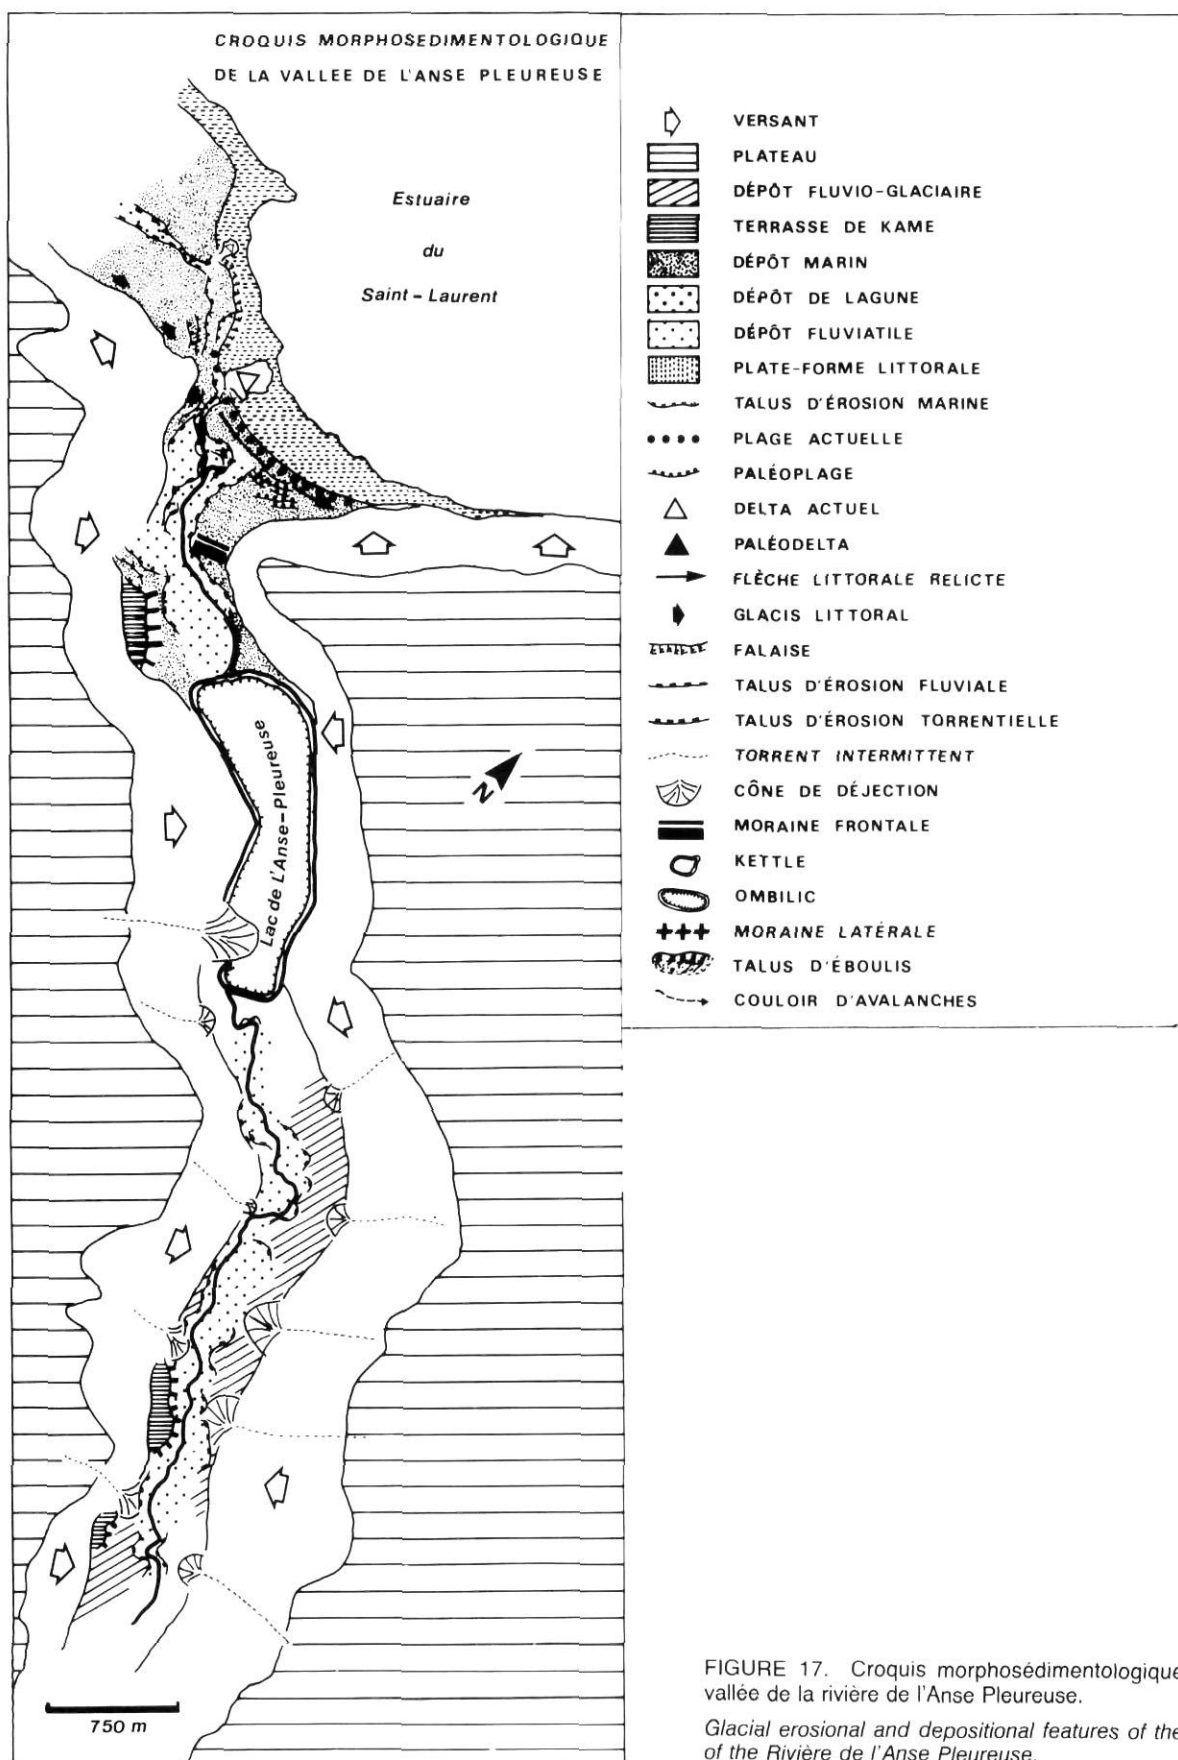 CROQUIS MORPHOSEDIMENTOLOGIQUE
DE LA VALLEE DE L'ANSE PLEUREUSE
Estuaire
du
Saint-Laurent
Lac de L'Anse-Pleureuse
N
750 m
VERSANT
PLATEAU
DÉPÔT FLUVIO-GLACIAIRE
TERRASSE DE KAME
DÉPÔT MARIN
DÉPÔT DE LAGUNE
DÉPÔT FLUVIATILE
PLATE-FORME LITTORALE
TALUS D'ÉROSION MARINE
PLAGE ACTUELLE
PALÉOPLAGE
DELTA ACTUEL
PALÉODELTA
FLÈCHE LITTORALE RELICTE
GLACIS LITTORAL
FALAISE
TALUS D'ÉROSION FLUVIALE
TALUS D'ÉROSION TORRENTIELLE
TORRENT INTERMITTENT
CÔNE DE DÉJECTION
MORAINE FRONTALE
KETTLE
OMBILIC
MORAINE LATÉRALE
TALUS D'ÉBOULIS
COULOIR D'AVALANCHES
FIGURE 17. Croquis morphosédimentologique
vallée de la rivière de l'Anse Pleureuse.
Glacial erosional and depositional features of the
of the Rivière de l'Anse Pleureuse.